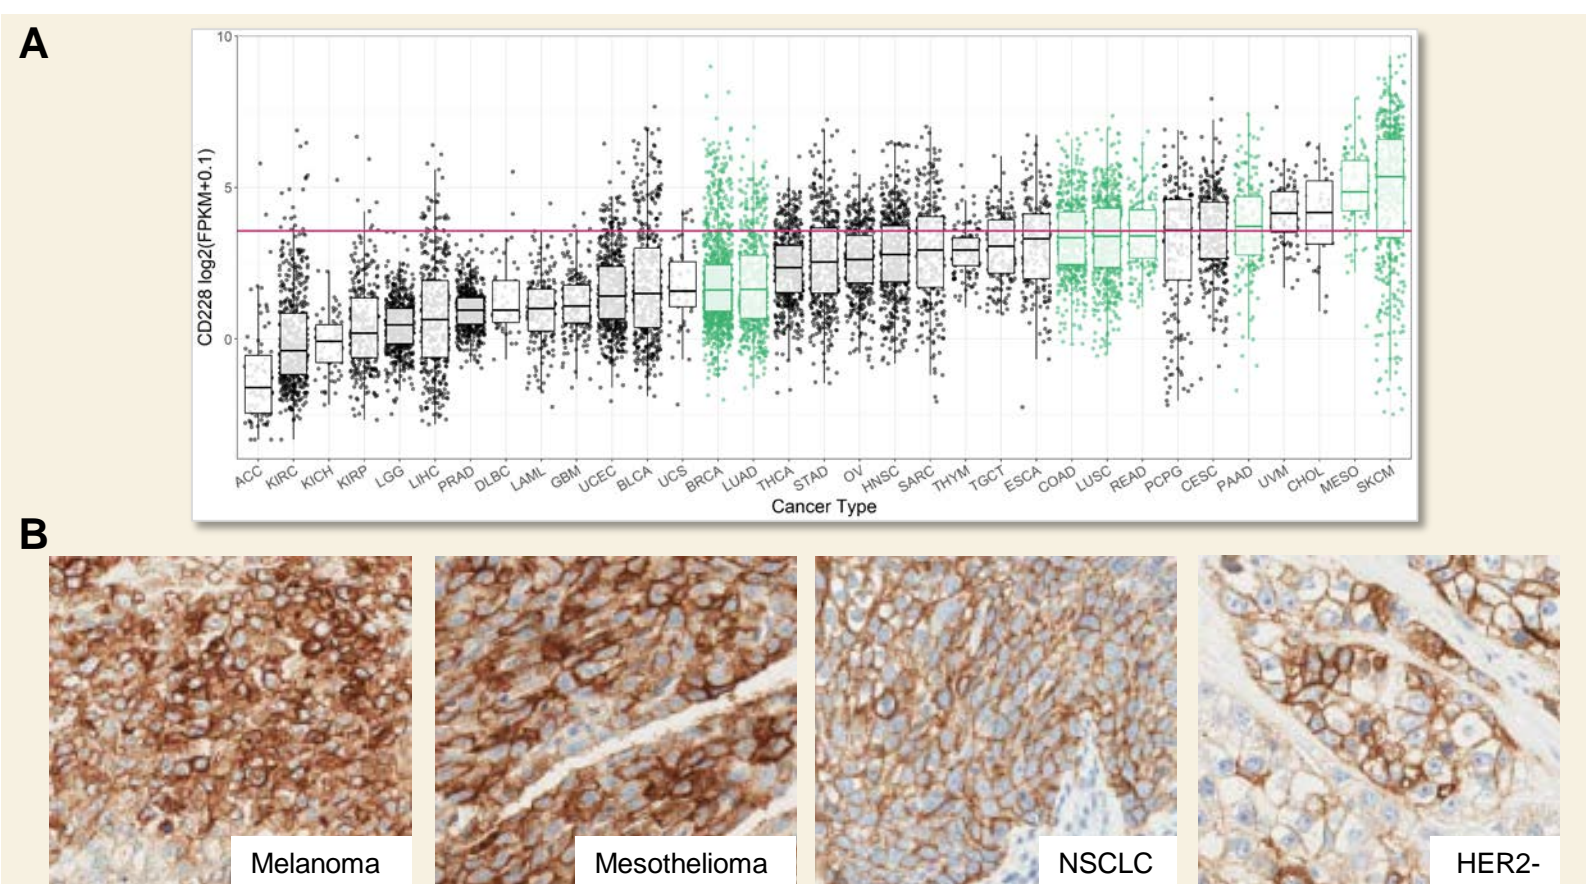 A
10
5
0
CD228 log2(FPKM+0.1)
ACC KIRC KICH KIRP LGG LIHC PRAD DLBC LAML GBM UCEC BLCA UCS BRCA LUAD THCA STAD OV HNSC SARC THYM TGCT ESCA COAD LUSC READ PCPG CESC PAAD UVM CHOL MESO SKCM
Cancer Type
B
Melanoma
Mesothelioma
NSCLC
HER2-